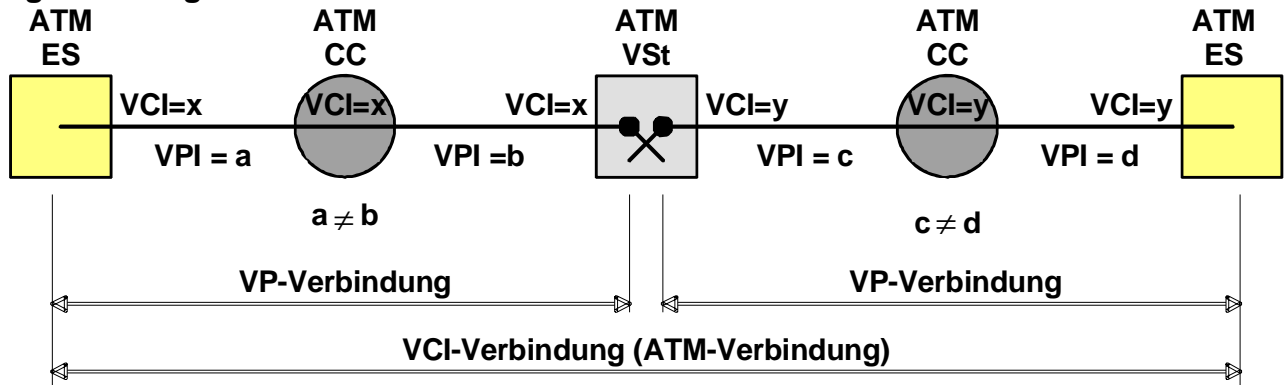 ATM ATM ATM ATM ATM
ES CC VSt CC ES
VCI=x VCI=x VCI=x VCI=y VCI=y VCI=y
VPI = a VPI =b VPI = c VPI = d
a ≠ b c ≠ d
VP-Verbindung VP-Verbindung
VCI-Verbindung (ATM-Verbindung)